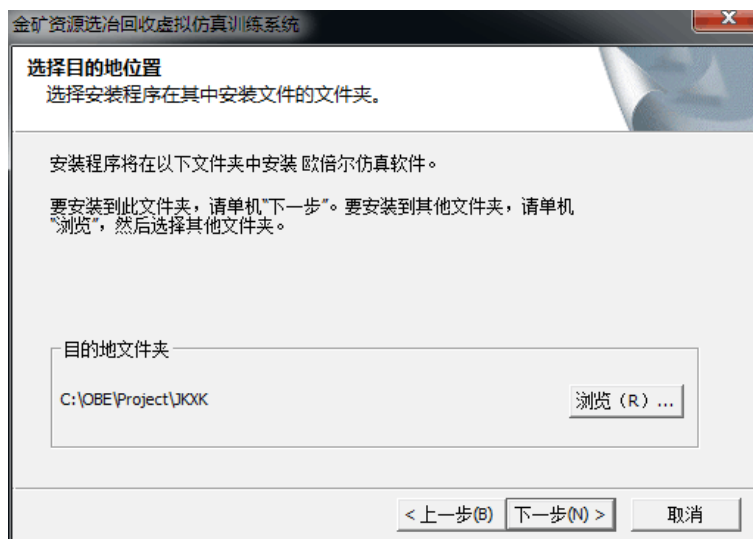 金矿资源选冶回收虚拟仿真训练系统
选择目的地位置
选择安装程序在其中安装文件的文件夹。
安装程序将在以下文件夹中安装 欧倍尔仿真软件。
要安装到此文件夹，请单机"下一步"。要安装到其他文件夹，请单机
"浏览"，然后选择其他文件夹。
目的地文件夹
C:\OBE\Project\JKXK
浏览（R）...
< 上一步(B) 下一步(N) > 取消